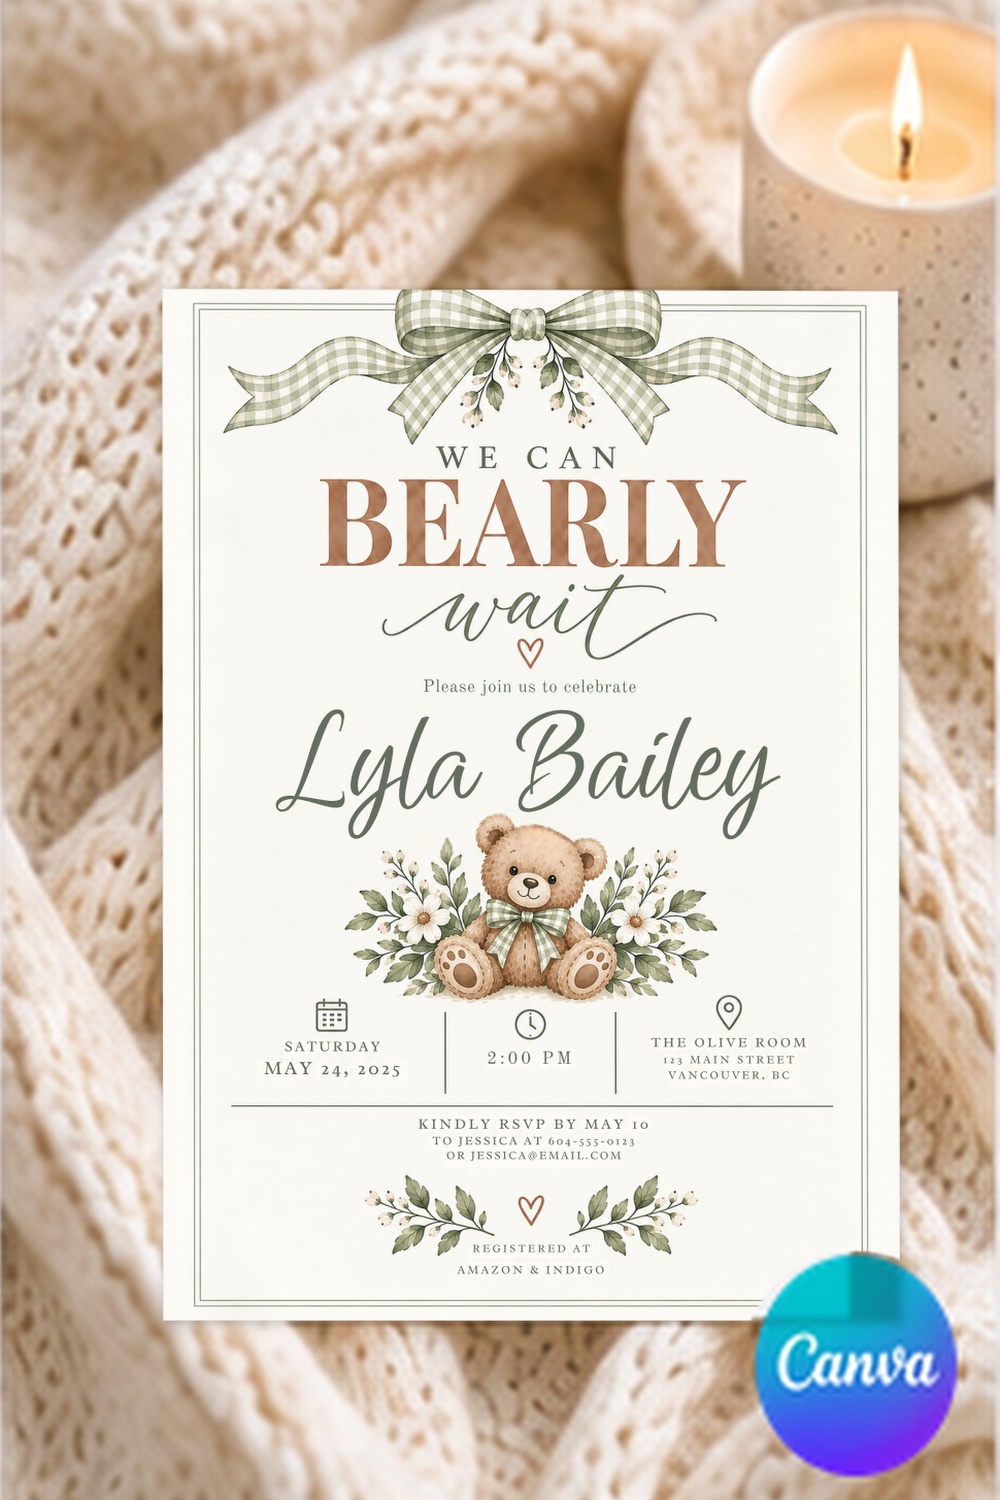 WE CAN
BEARLY
wait
Please join us to celebrate
Lyla Bailey
SATURDAY
MAY 24, 2025
2:00 PM
THE OLIVE ROOM
123 MAIN STREET
VANCOUVER, BC
KINDLY RSVP BY MAY 10
TO JESSICA AT 604-555-0123
OR JESSICA@EMAIL.COM
REGISTERED AT
AMAZON & INDIGO
Canva